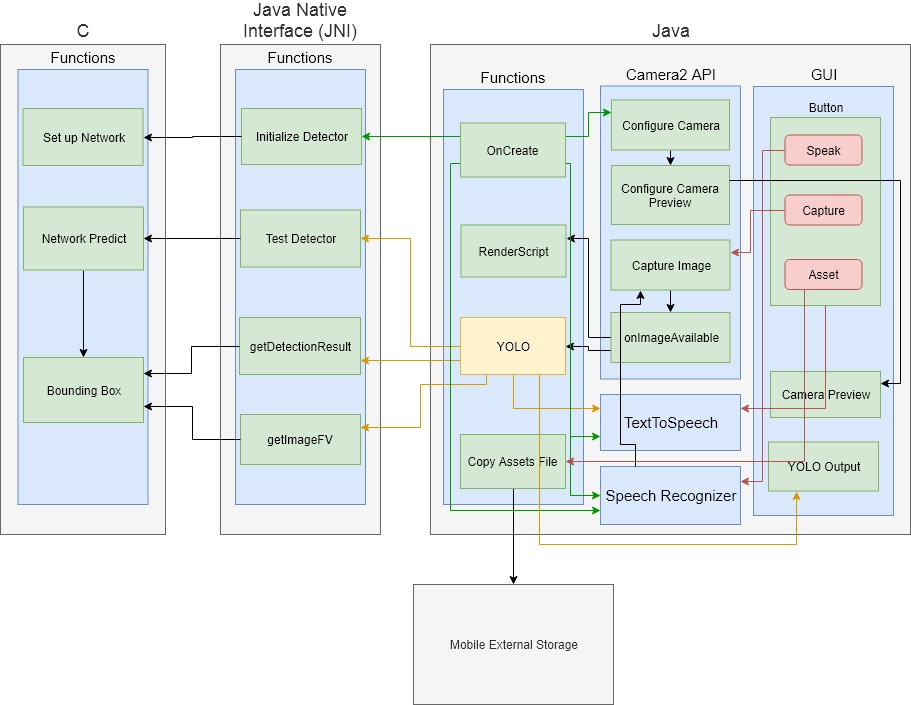 C
Functions
Set up Network
Network Predict
Bounding Box
Java Native
Interface (JNI)
Functions
Initialize Detector
Test Detector
getDetectionResult
getImageFV
Java
Functions
OnCreate
RenderScript
YOLO
Copy Assets File
Camera2 API
Configure Camera
Configure Camera
Preview
Capture Image
onImageAvailable
TextToSpeech
Speech Recognizer
GUI
Button
Speak
Capture
Asset
Camera Preview
YOLO Output
Mobile External Storage